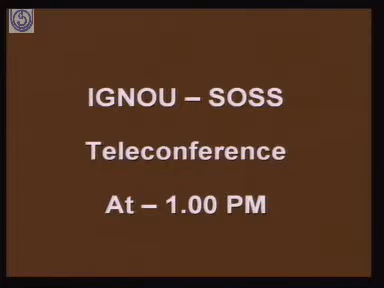 IGNOU – SOSS
Teleconference
At – 1.00 PM